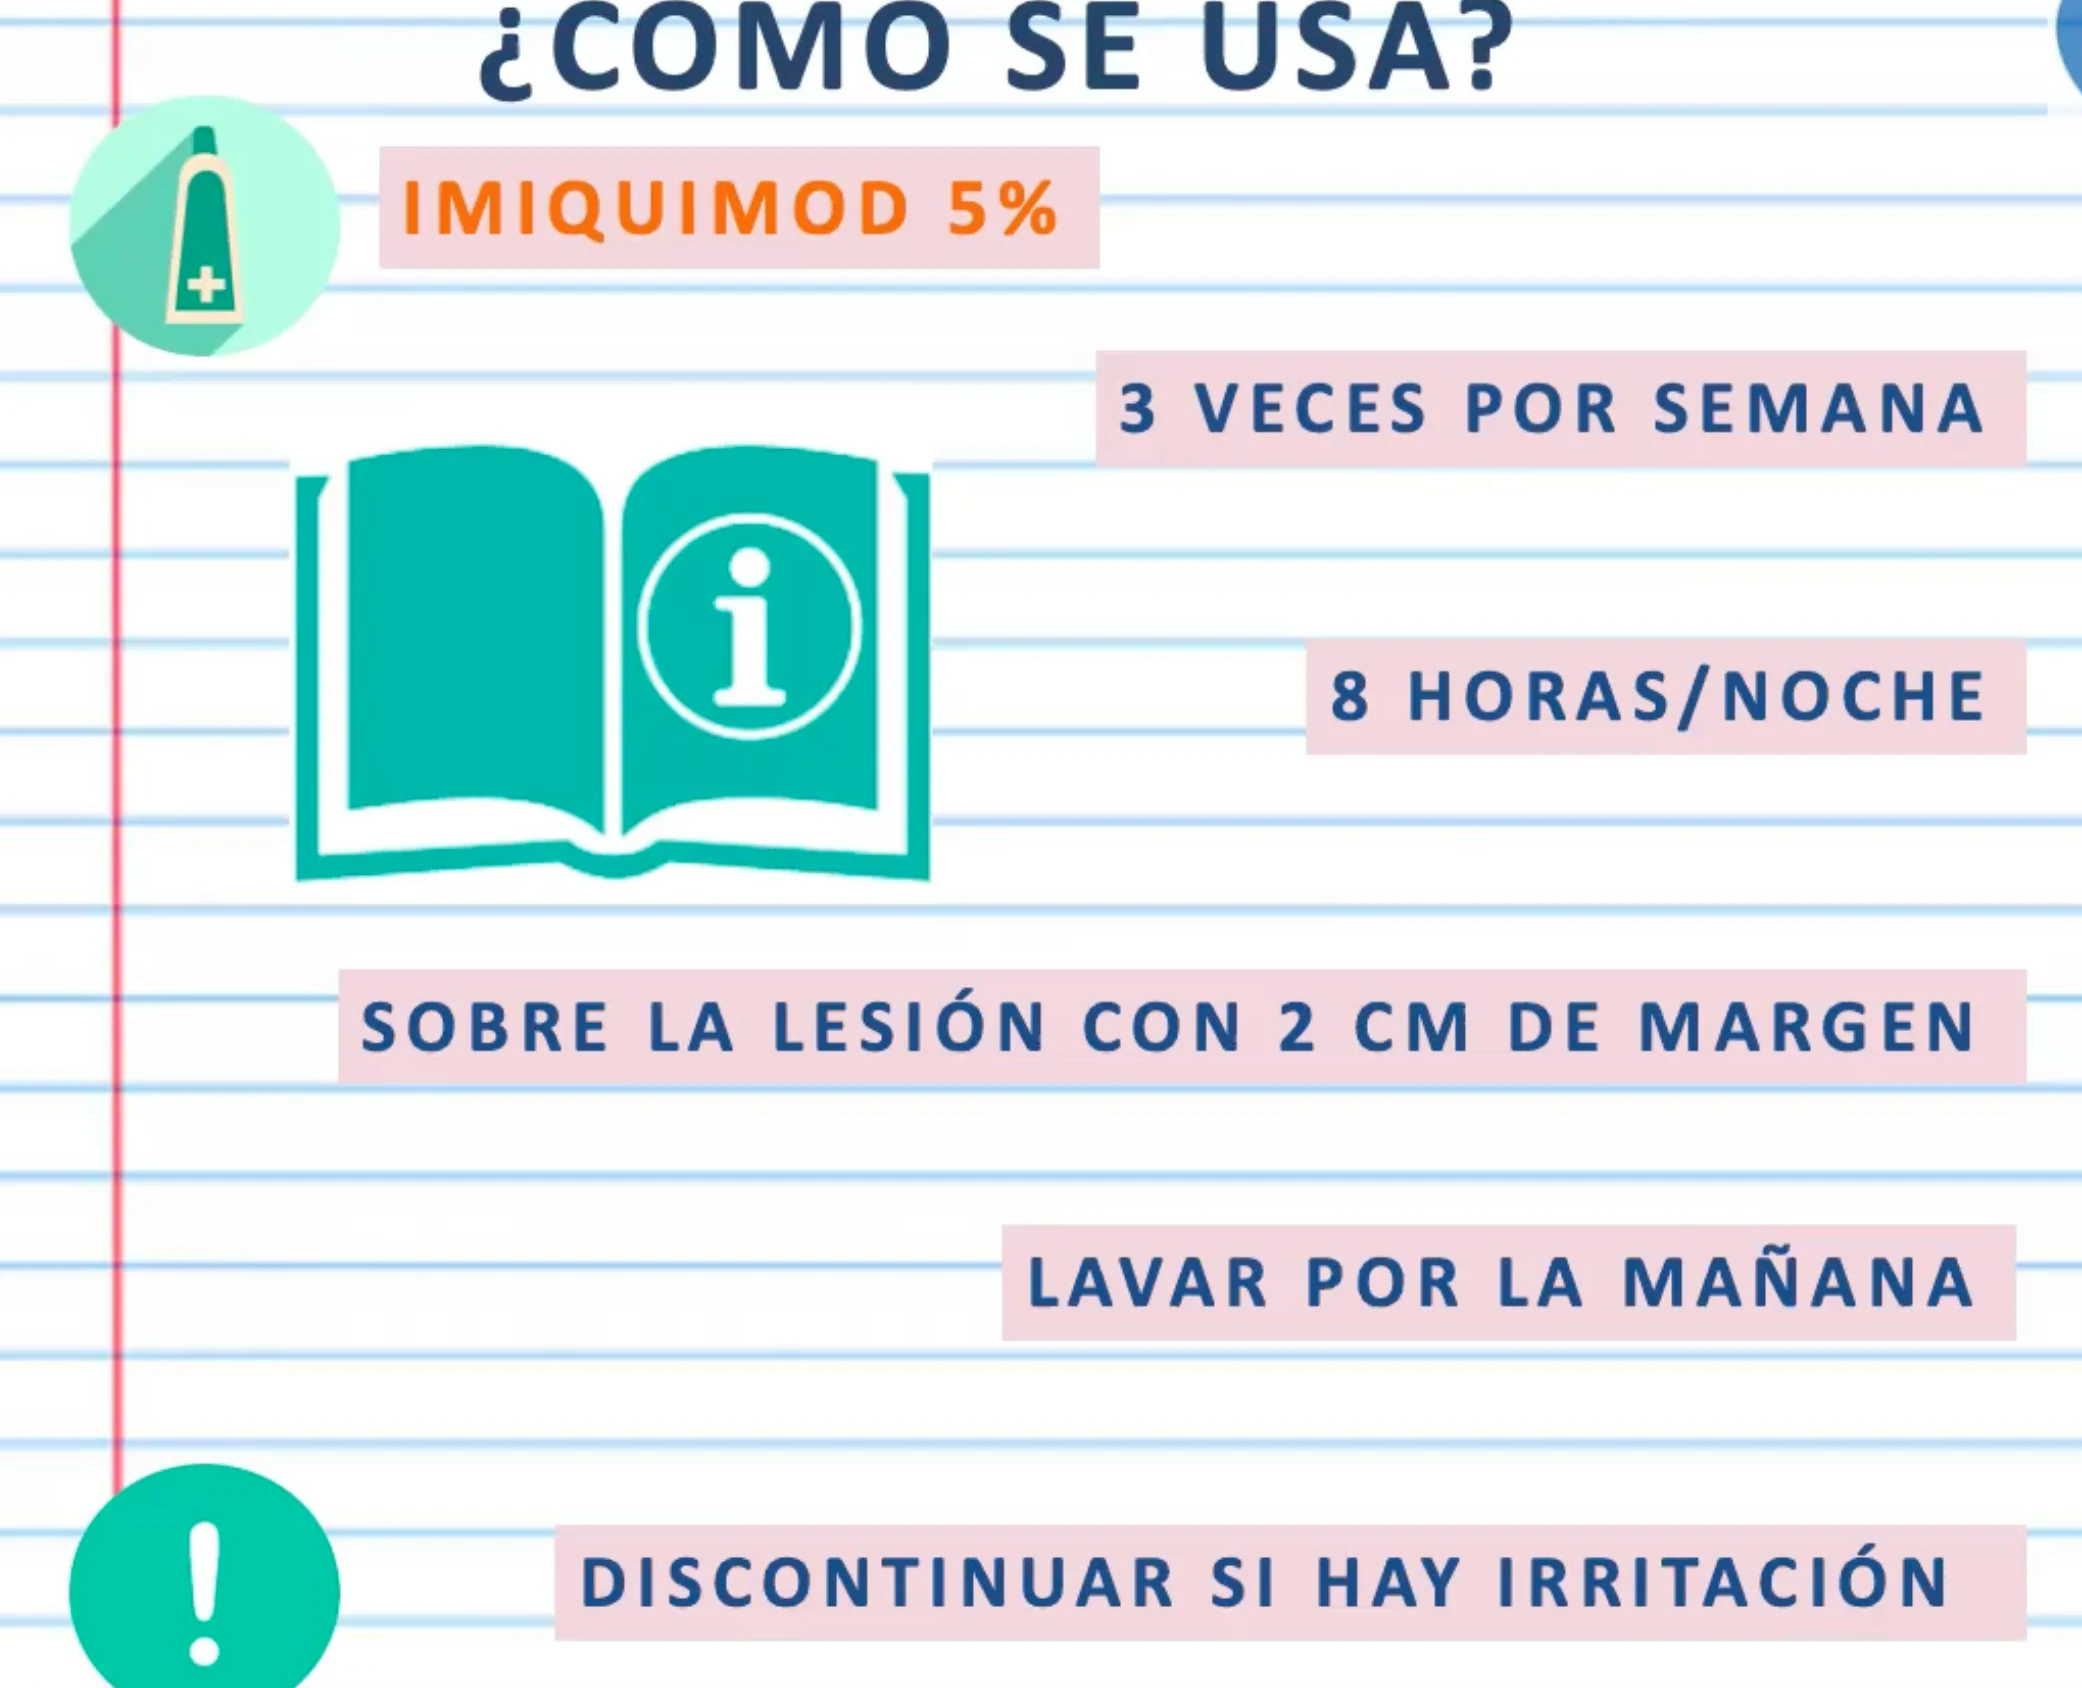 ¿COMO SE USA?
IMIQUIMOD 5%
3 VECES POR SEMANA
8 HORAS/NOCHE
i
SOBRE LA LESIÓN CON 2 CM DE MARGEN
LAVAR POR LA MAÑANA
DISCONTINUAR SI HAY IRRITACIÓN
!